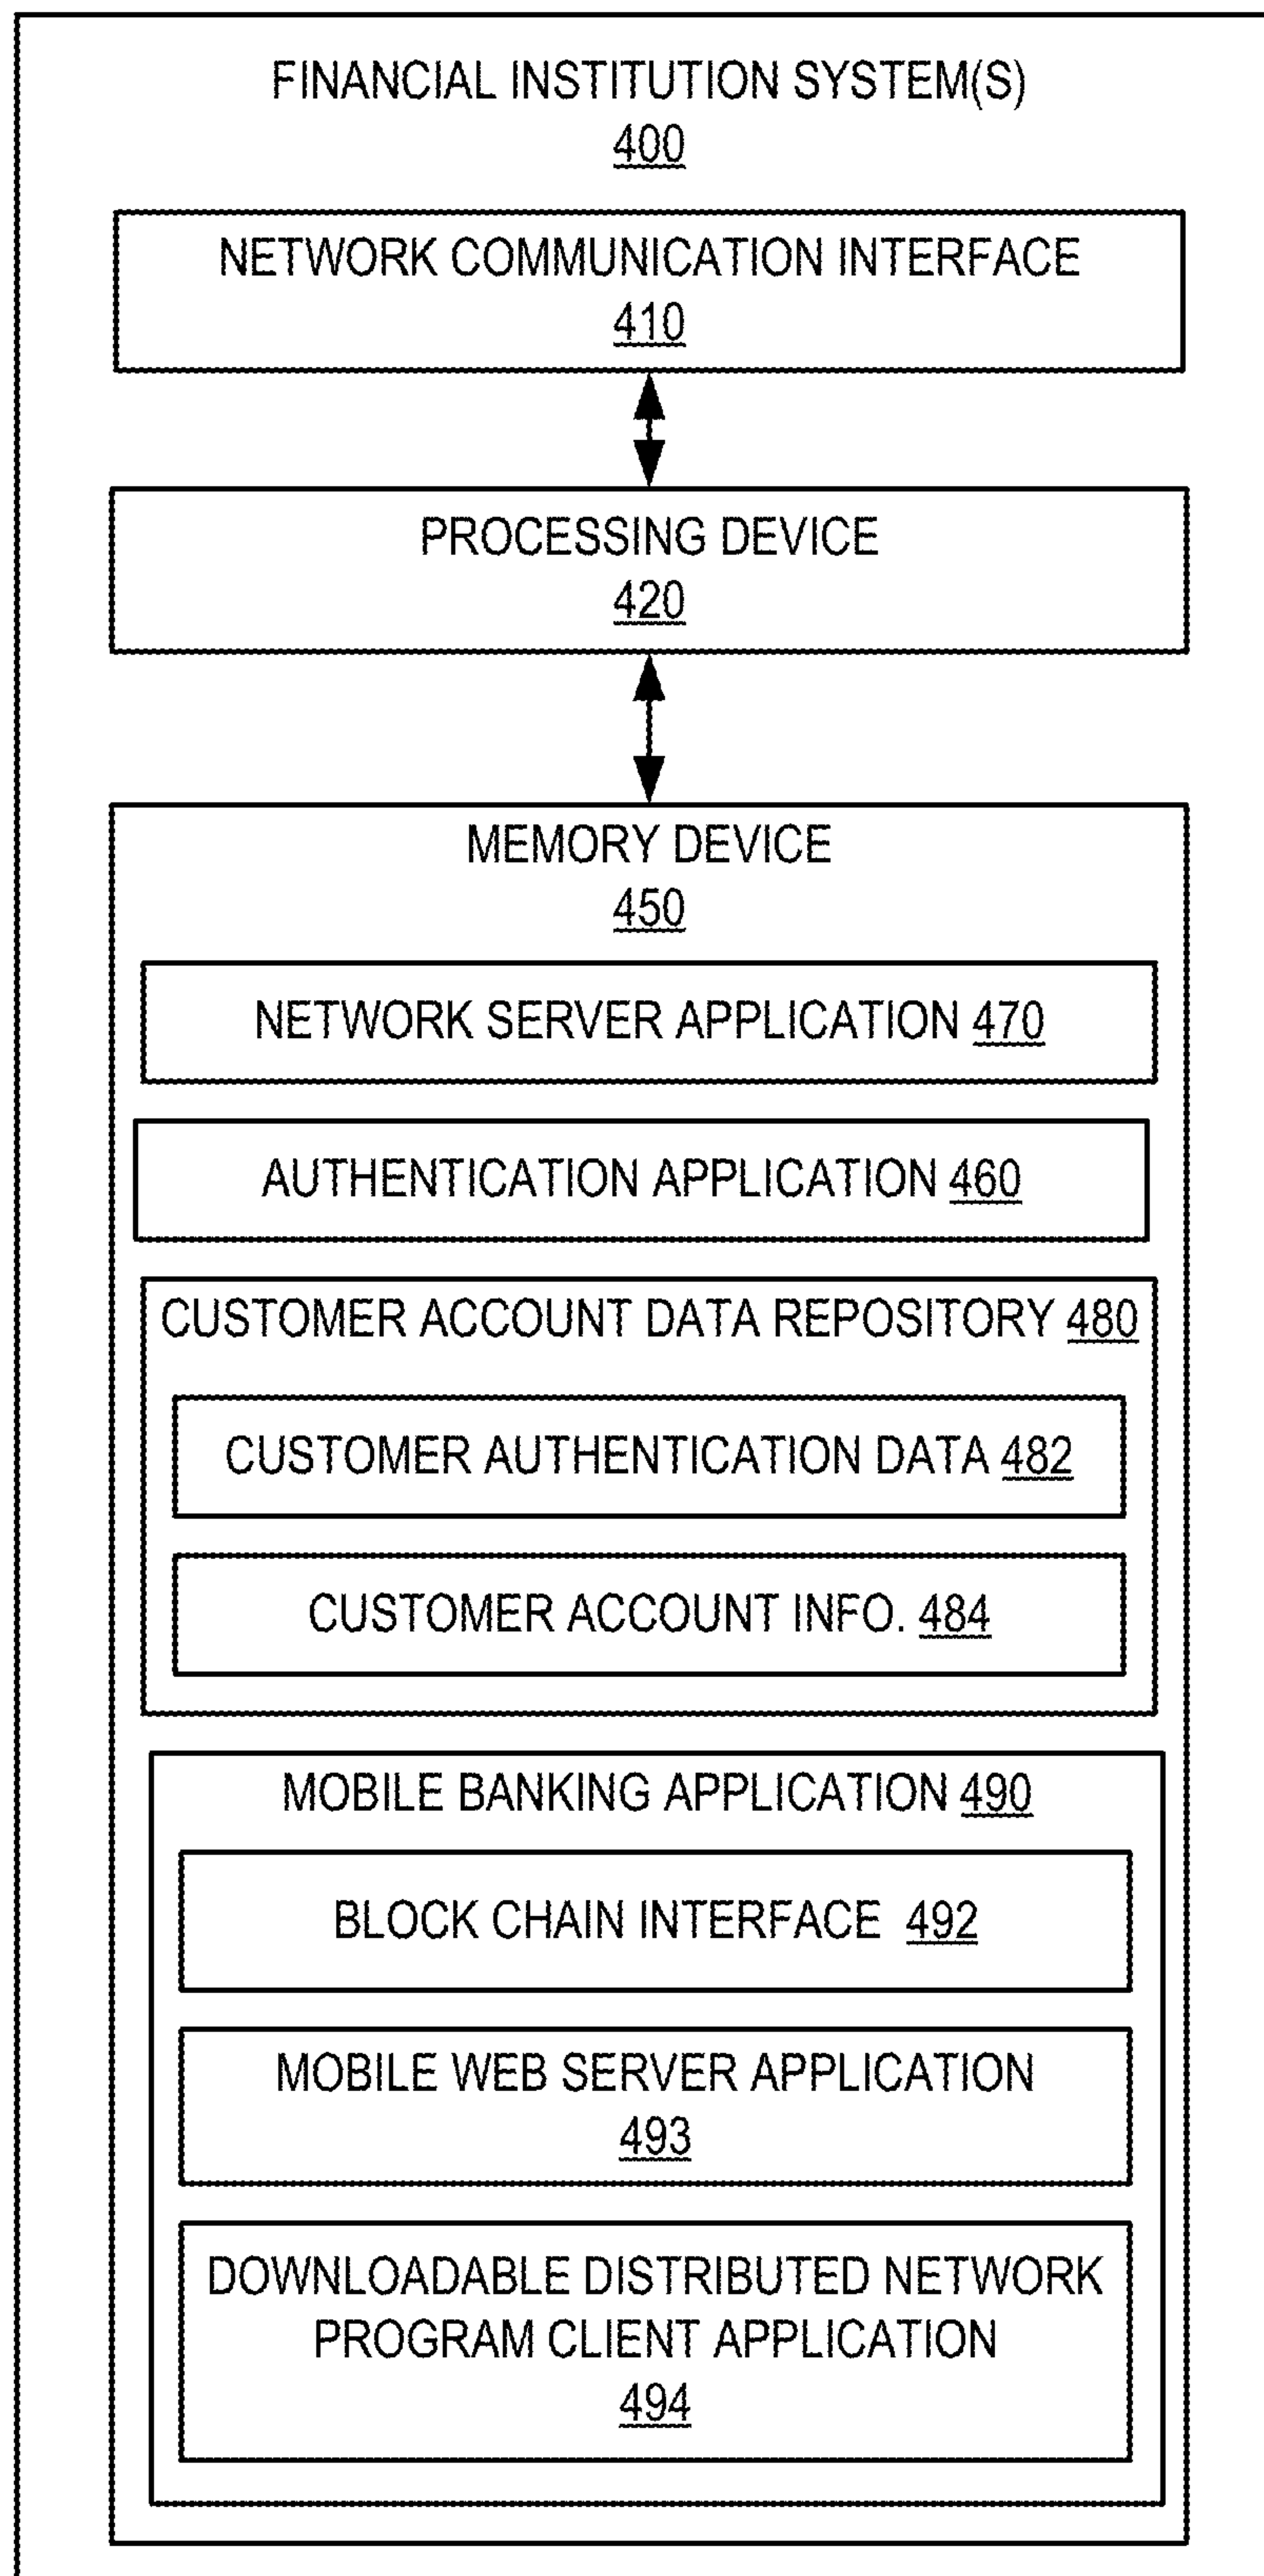 FINANCIAL INSTITUTION SYSTEM(S)
400
NETWORK COMMUNICATION INTERFACE
410
PROCESSING DEVICE
420
MEMORY DEVICE
450
NETWORK SERVER APPLICATION 470
AUTHENTICATION APPLICATION 460
CUSTOMER ACCOUNT DATA REPOSITORY 480
CUSTOMER AUTHENTICATION DATA 482
CUSTOMER ACCOUNT INFO. 484
MOBILE BANKING APPLICATION 490
BLOCK CHAIN INTERFACE 492
MOBILE WEB SERVER APPLICATION
493
DOWNLOADABLE DISTRIBUTED NETWORK
PROGRAM CLIENT APPLICATION
494